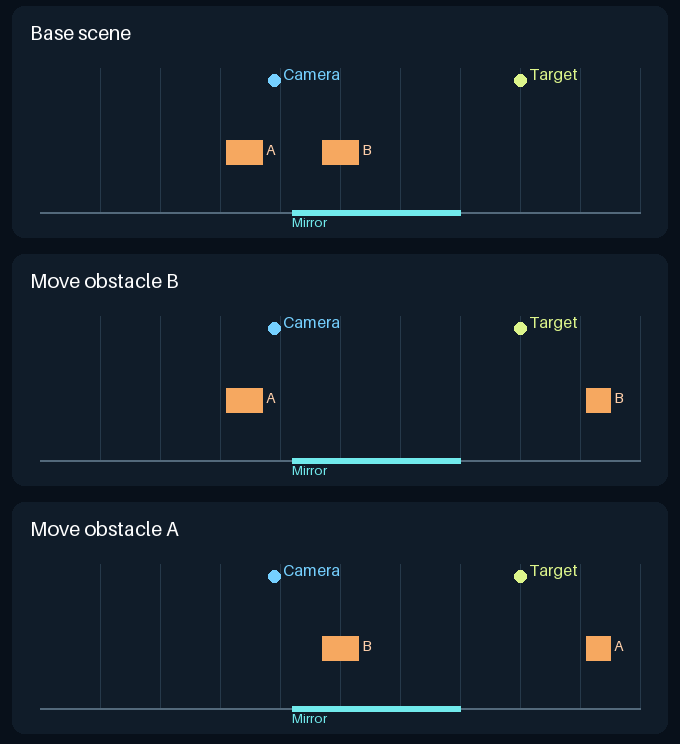 Base scene
Camera
Target
A
B
Mirror
Move obstacle B
Camera
Target
A
B
Mirror
Move obstacle A
Camera
Target
B
A
Mirror